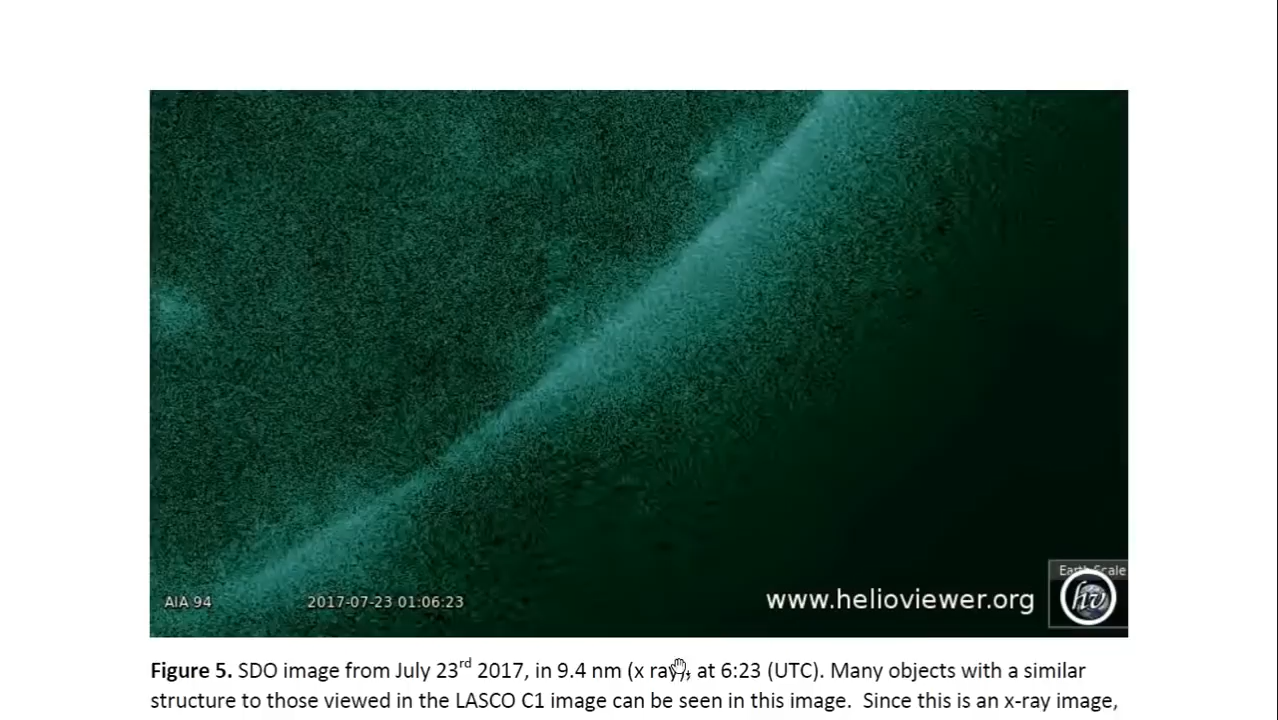 AIA 94
2017-07-23 01:06:23
www.helioviewer.org
Earth Scale
hv
Figure 5. SDO image from July 23rd 2017, in 9.4 nm (x ray), at 6:23 (UTC). Many objects with a similar
structure to those viewed in the LASCO C1 image can be seen in this image. Since this is an x-ray image,